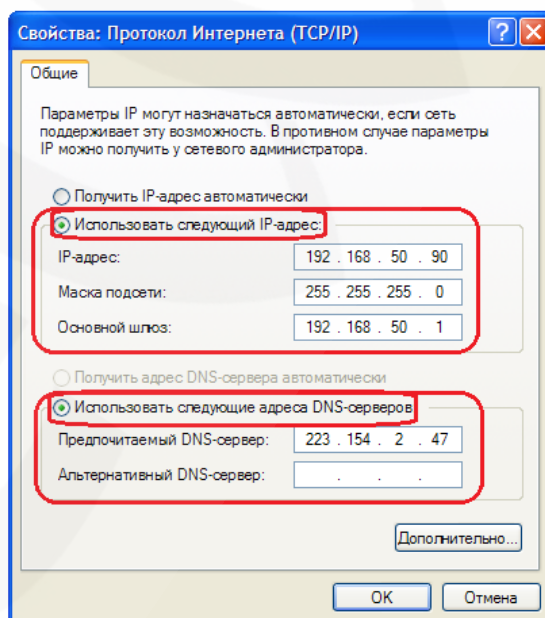 Свойства: Протокол Интернета (TCP/IP)
Общие
Параметры IP могут назначаться автоматически, если сеть
поддерживает эту возможность. В противном случае параметры
IP можно получить у сетевого администратора.
Получить IP-адрес автоматически
Использовать следующий IP-адрес:
IP-адрес: 192 . 168 . 50 . 90
Маска подсети: 255 . 255 . 255 . 0
Основной шлюз: 192 . 168 . 50 . 1
Получить адрес DNS-сервера автоматически
Использовать следующие адреса DNS-серверов
Предпочитаемый DNS-сервер: 223 . 154 . 2 . 47
Альтернативный DNS-сервер: . . .
Дополнительно...
OK Отмена